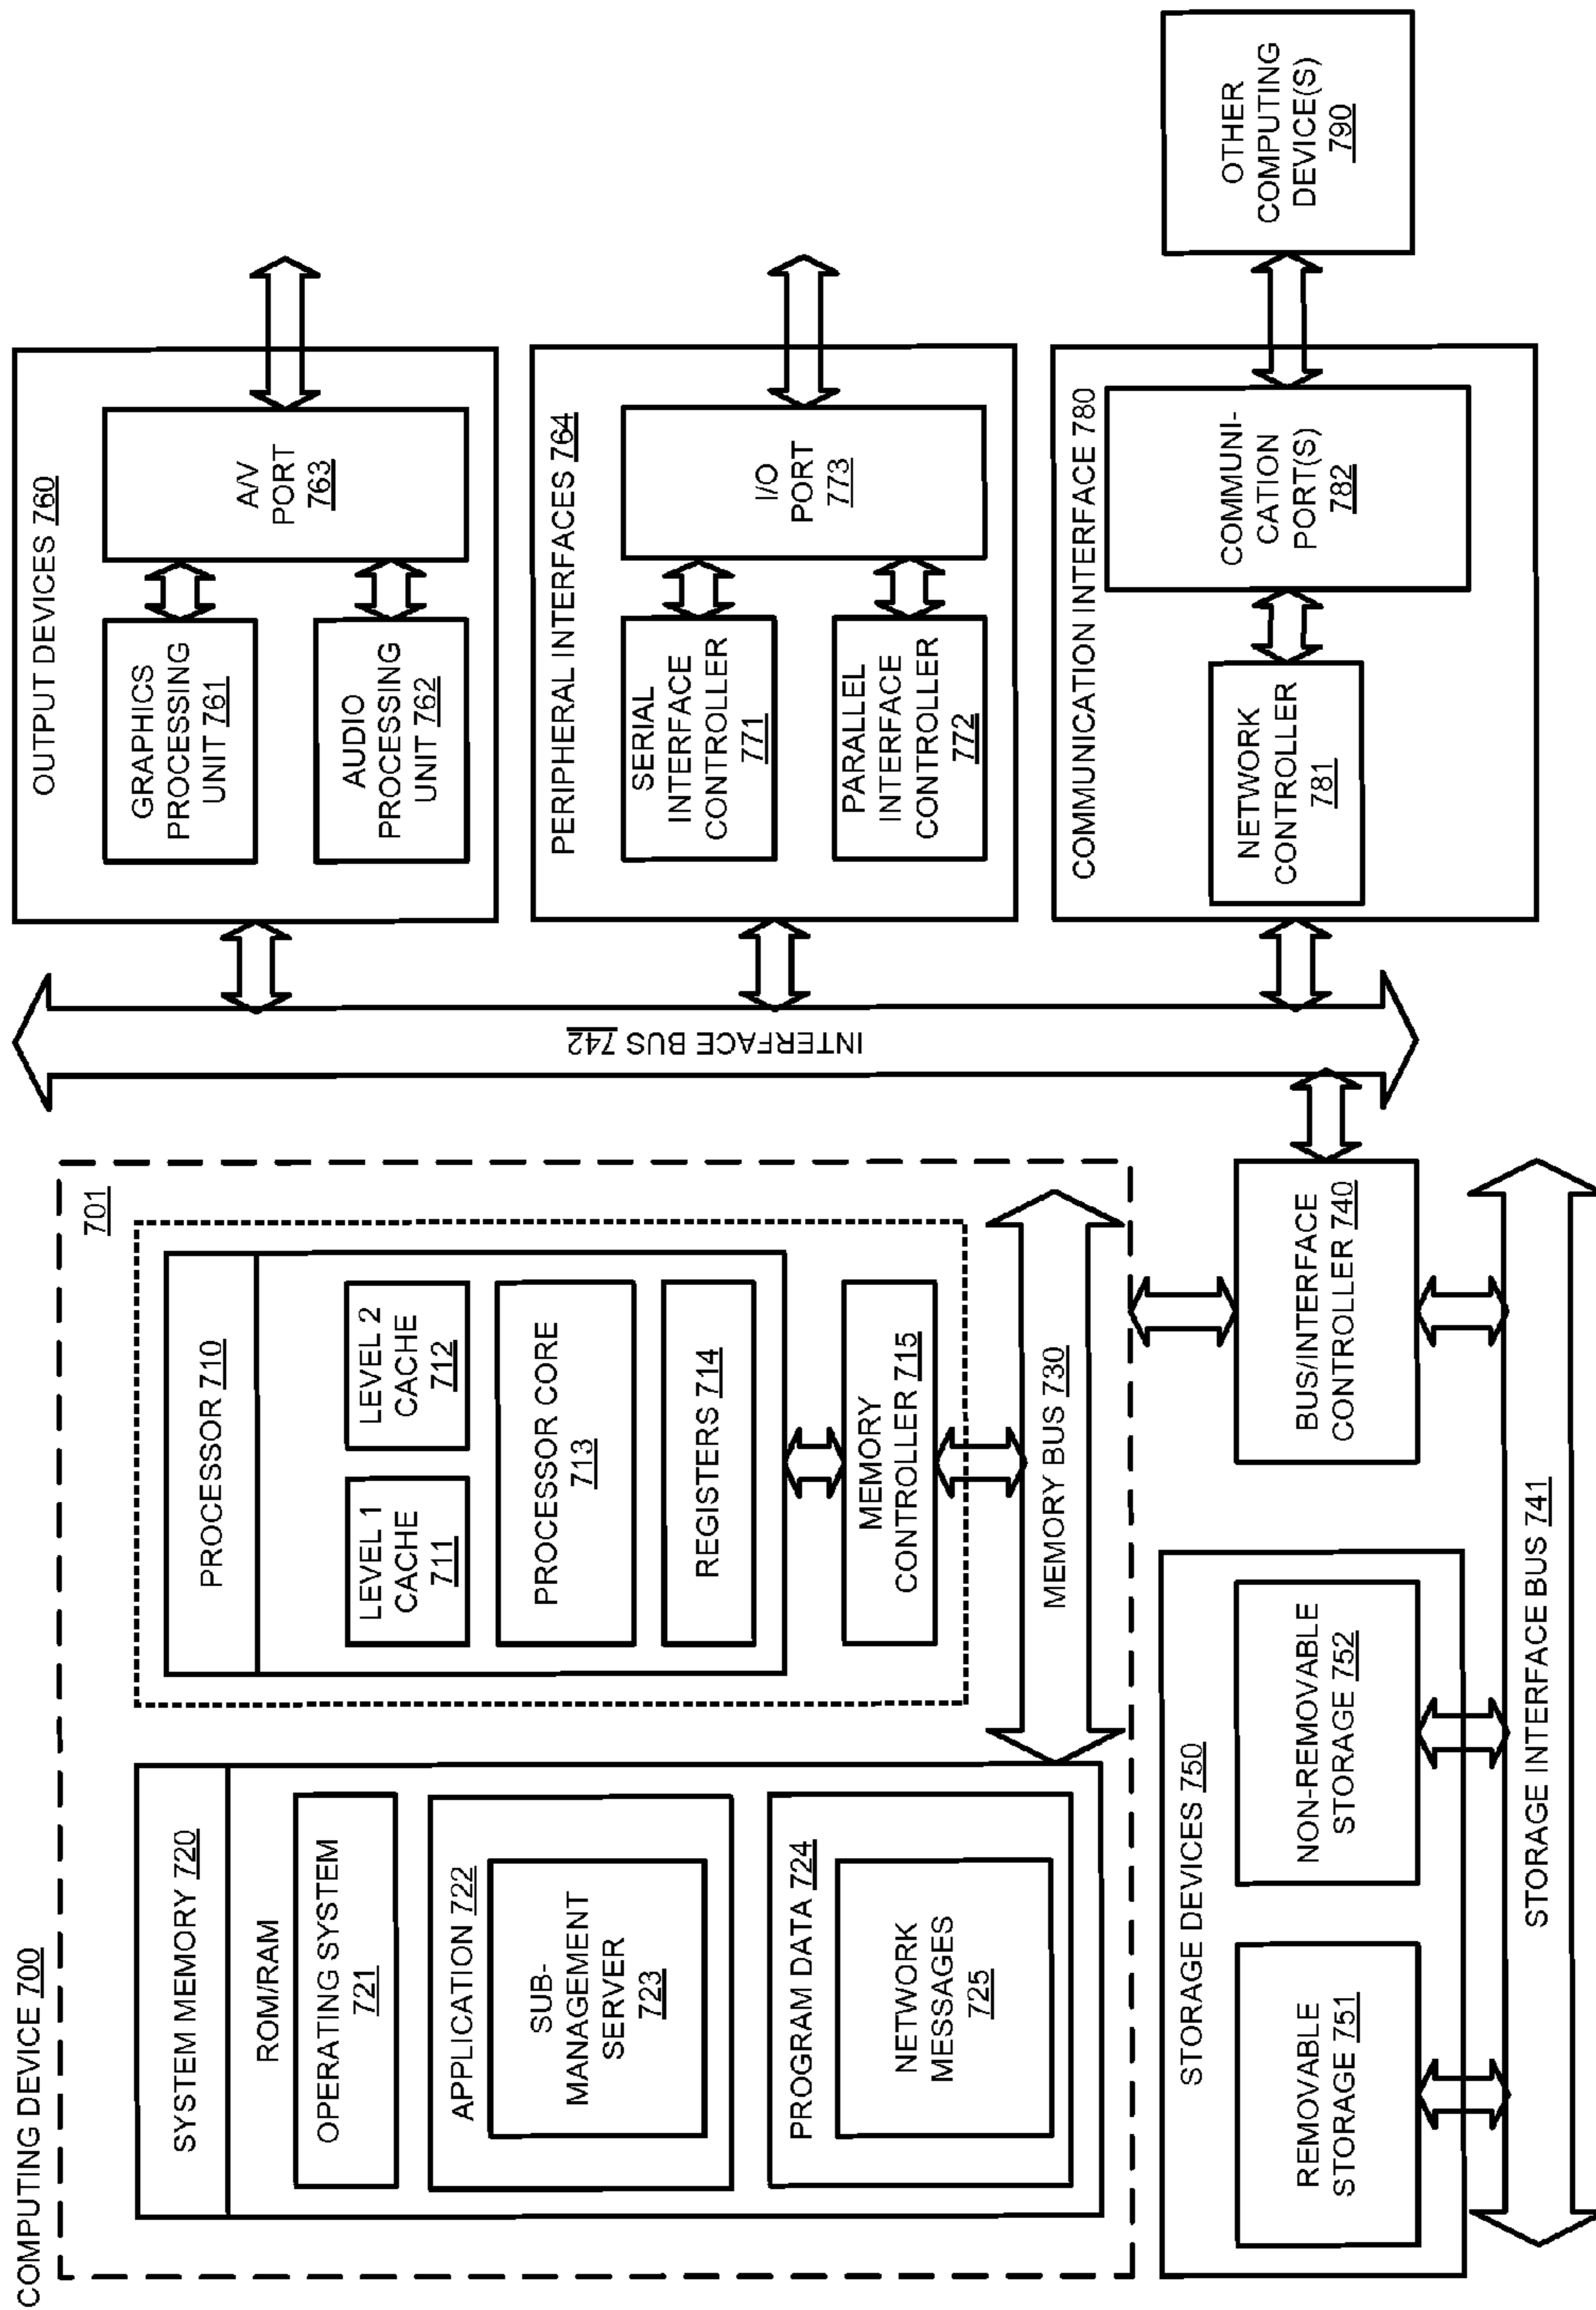 COMPUTING DEVICE 700
701
SYSTEM MEMORY 720
ROM/RAM
OPERATING SYSTEM
721
APPLICATION 722
SUB-
MANAGEMENT
SERVER
723
PROGRAM DATA 724
NETWORK
MESSAGES
725
PROCESSOR 710
LEVEL 1
CACHE
711
LEVEL 2
CACHE
712
PROCESSOR CORE
713
REGISTERS 714
MEMORY
CONTROLLER 715
MEMORY BUS 730
STORAGE DEVICES 750
REMOVABLE
STORAGE 751
NON-REMOVABLE
STORAGE 752
BUS/INTERFACE
CONTROLLER 740
STORAGE INTERFACE BUS 741
INTERFACE BUS 742
OUTPUT DEVICES 760
GRAPHICS
PROCESSING
UNIT 761
AUDIO
PROCESSING
UNIT 762
A/V
PORT
763
PERIPHERAL INTERFACES 764
SERIAL
INTERFACE
CONTROLLER
771
PARALLEL
INTERFACE
CONTROLLER
772
I/O
PORT
773
COMMUNICATION INTERFACE 780
NETWORK
CONTROLLER
781
COMMUNI-
CATION
PORT(S)
782
OTHER
COMPUTING
DEVICE(S)
790